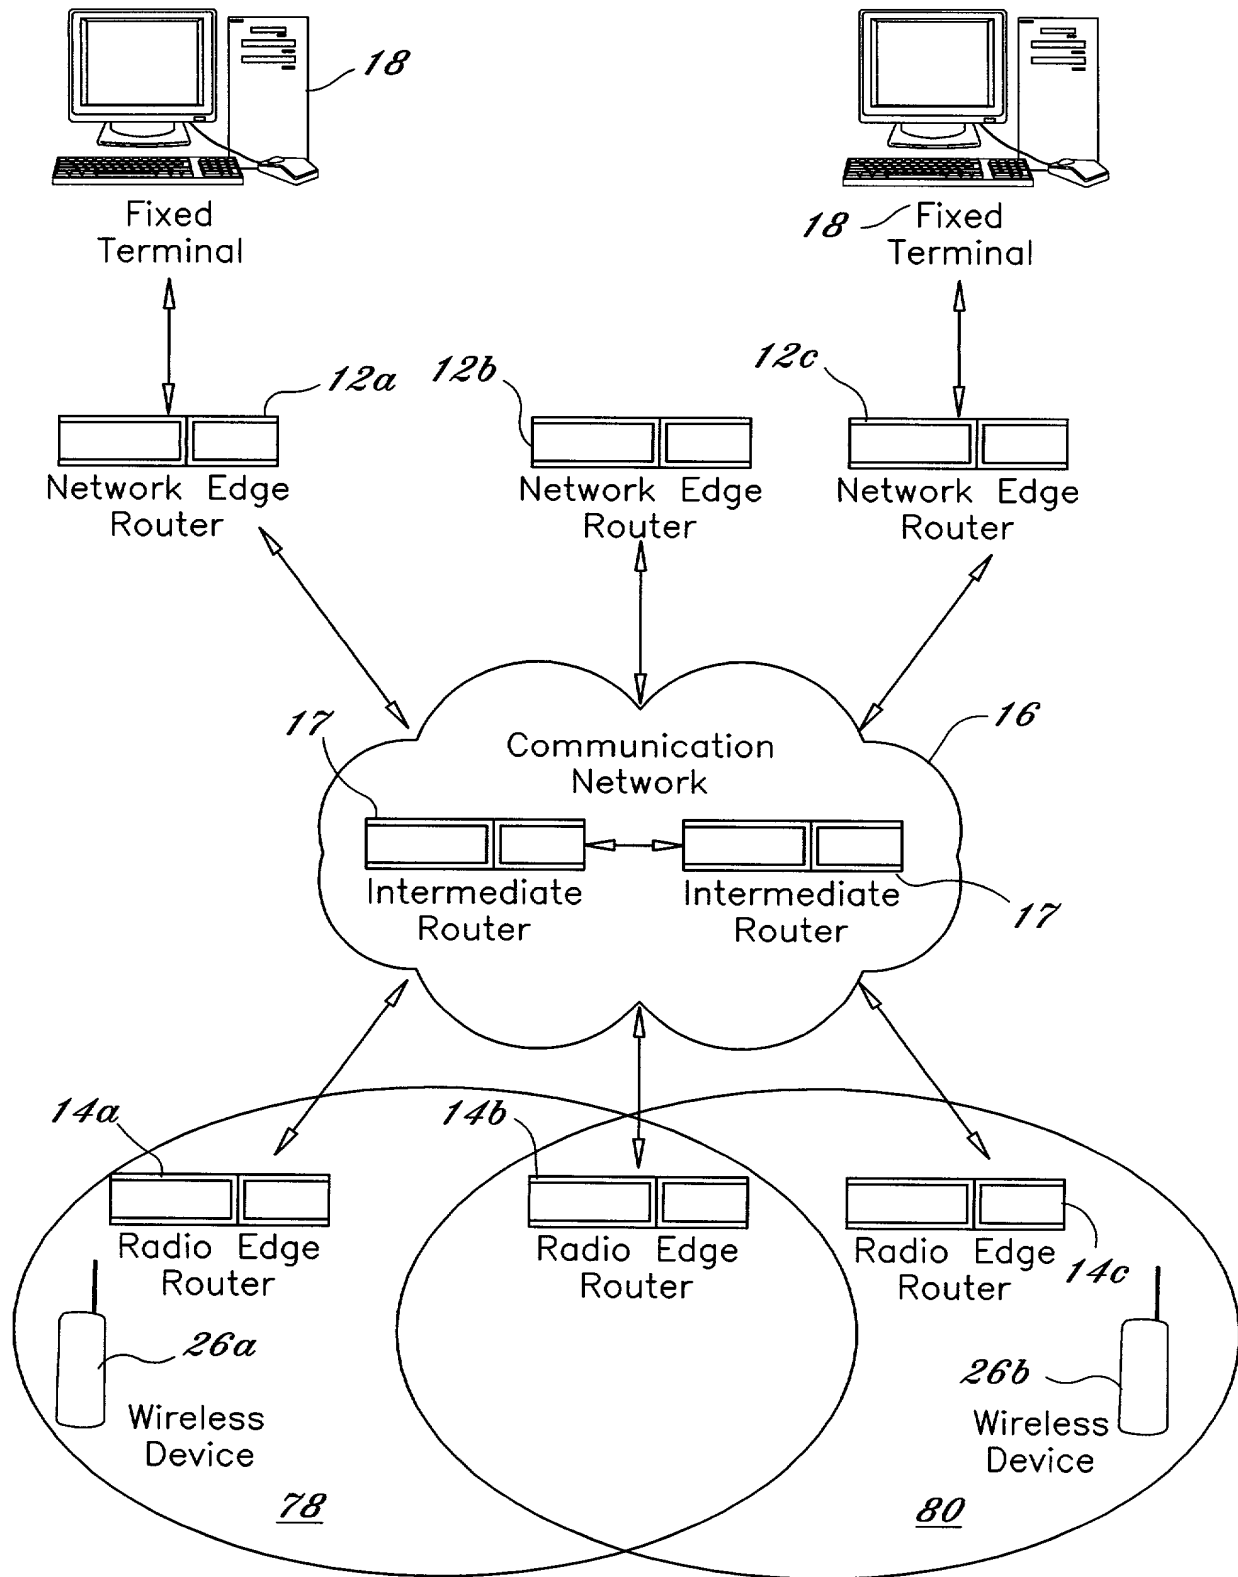 18
Fixed
Terminal
18
Fixed
Terminal
12a
12b
12c
Network Edge
Router
Network Edge
Router
Network Edge
Router
17
16
Communication
Network
Intermediate
Router
Intermediate
Router
17
14a
14b
Radio Edge
Router
Radio Edge
Router
Radio Edge
Router
14c
26a
26b
Wireless
Device
Wireless
Device
78
80